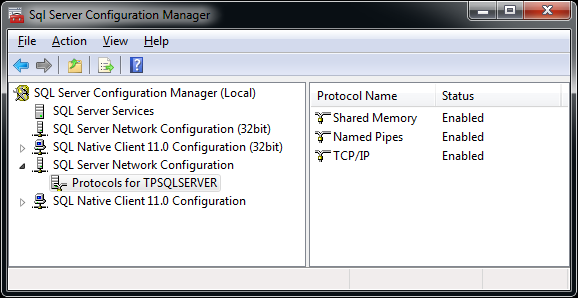 Sql Server Configuration Manager
File Action View Help
SQL Server Configuration Manager (Local)
SQL Server Services
SQL Server Network Configuration (32bit)
SQL Native Client 11.0 Configuration (32bit)
SQL Server Network Configuration
Protocols for TPSQLSERVER
SQL Native Client 11.0 Configuration
Protocol Name Status
Shared Memory Enabled
Named Pipes Enabled
TCP/IP Enabled